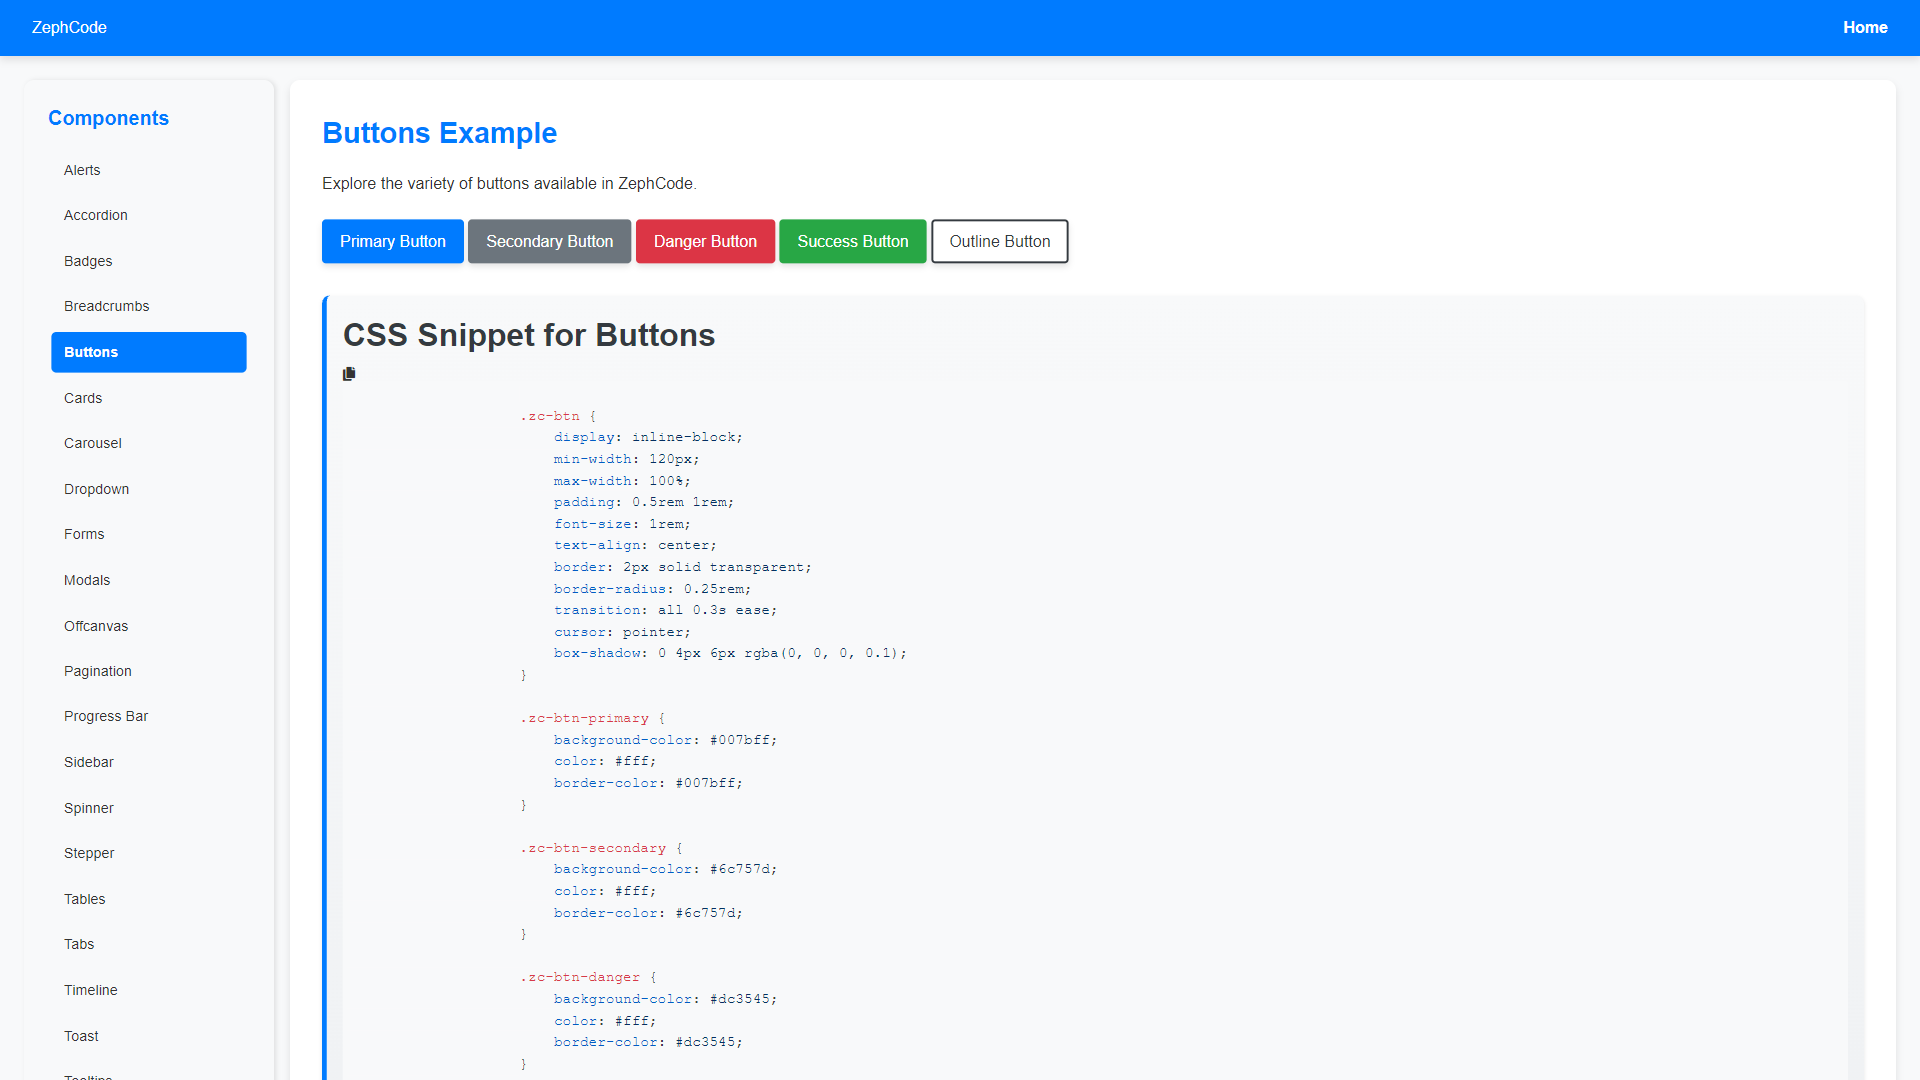 ZephCode
Home
Components
Alerts
Accordion
Badges
Breadcrumbs
Buttons
Cards
Carousel
Dropdown
Forms
Modals
Offcanvas
Pagination
Progress Bar
Sidebar
Spinner
Stepper
Tables
Tabs
Timeline
Toast
Tooltips
Buttons Example
Explore the variety of buttons available in ZephCode.
Primary Button
Secondary Button
Danger Button
Success Button
Outline Button
CSS Snippet for Buttons
.zc-btn {
    display: inline-block;
    min-width: 120px;
    max-width: 100%;
    padding: 0.5rem 1rem;
    font-size: 1rem;
    text-align: center;
    border: 2px solid transparent;
    border-radius: 0.25rem;
    transition: all 0.3s ease;
    cursor: pointer;
    box-shadow: 0 4px 6px rgba(0, 0, 0, 0.1);
}
.zc-btn-primary {
    background-color: #007bff;
    color: #fff;
    border-color: #007bff;
}
.zc-btn-secondary {
    background-color: #6c757d;
    color: #fff;
    border-color: #6c757d;
}
.zc-btn-danger {
    background-color: #dc3545;
    color: #fff;
    border-color: #dc3545;
}